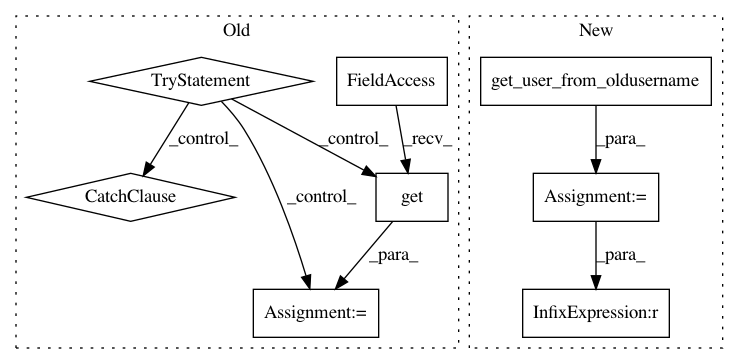 Old
New
TryStatement
FieldAccess
get_user_from_oldusername
_control_
_control_
_recv_
_para_
CatchClause
_control_
get
Assignment:=
_para_
_para_
Assignment:=
InfixExpression:r